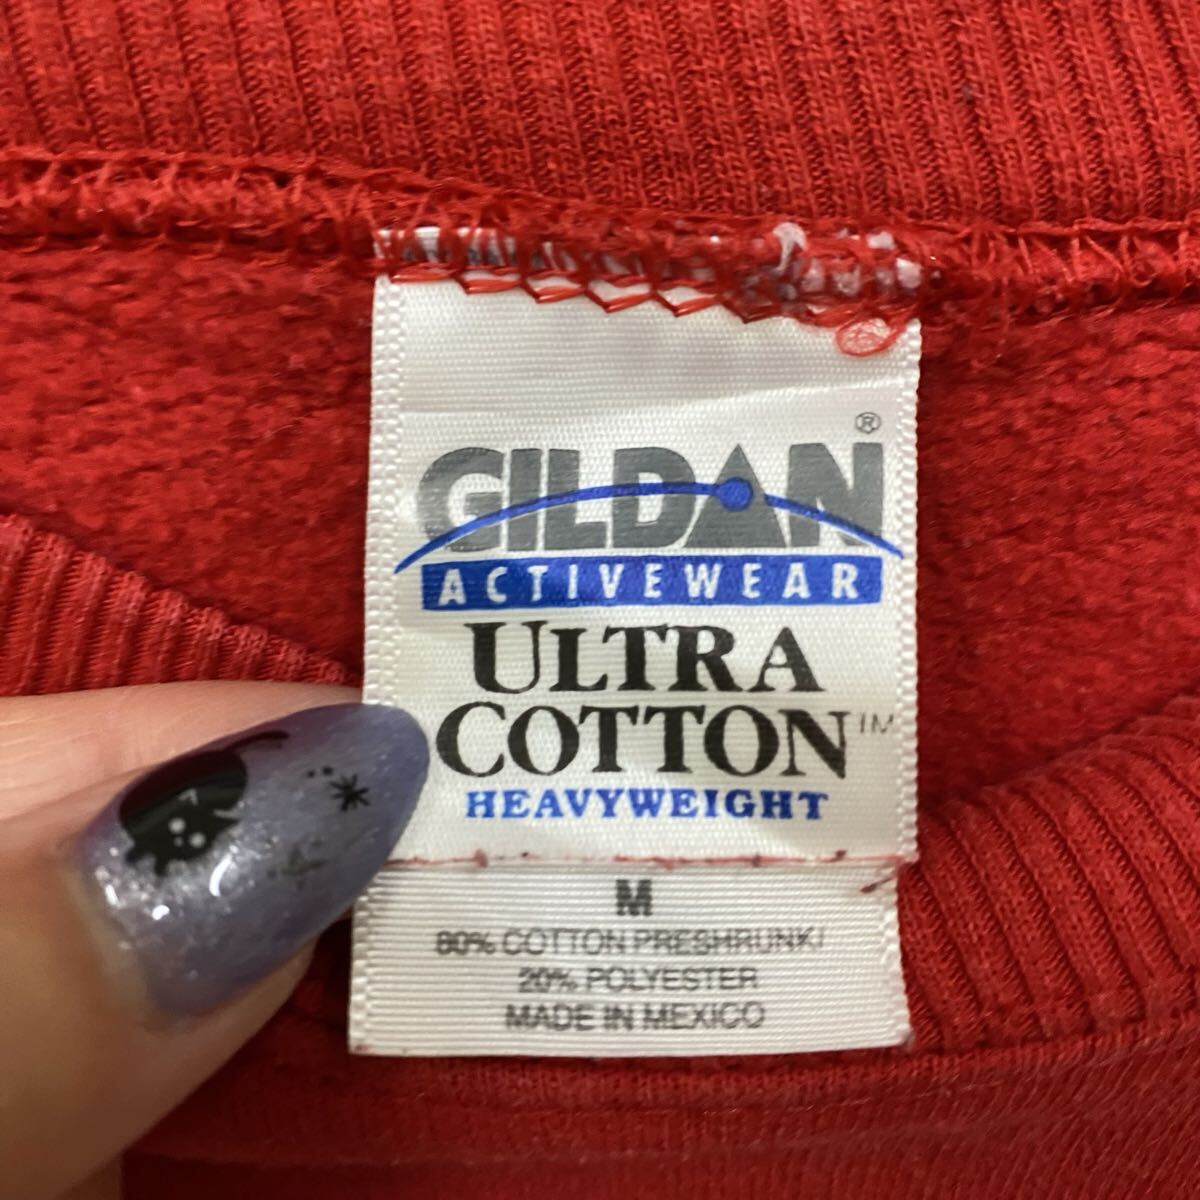 GILDAN®
ACTIVEWEAR
ULTRA
COTTON™
HEAVYWEIGHT
M
80% COTTON PRESHRUNK/
20% POLYESTER
MADE IN MEXICO